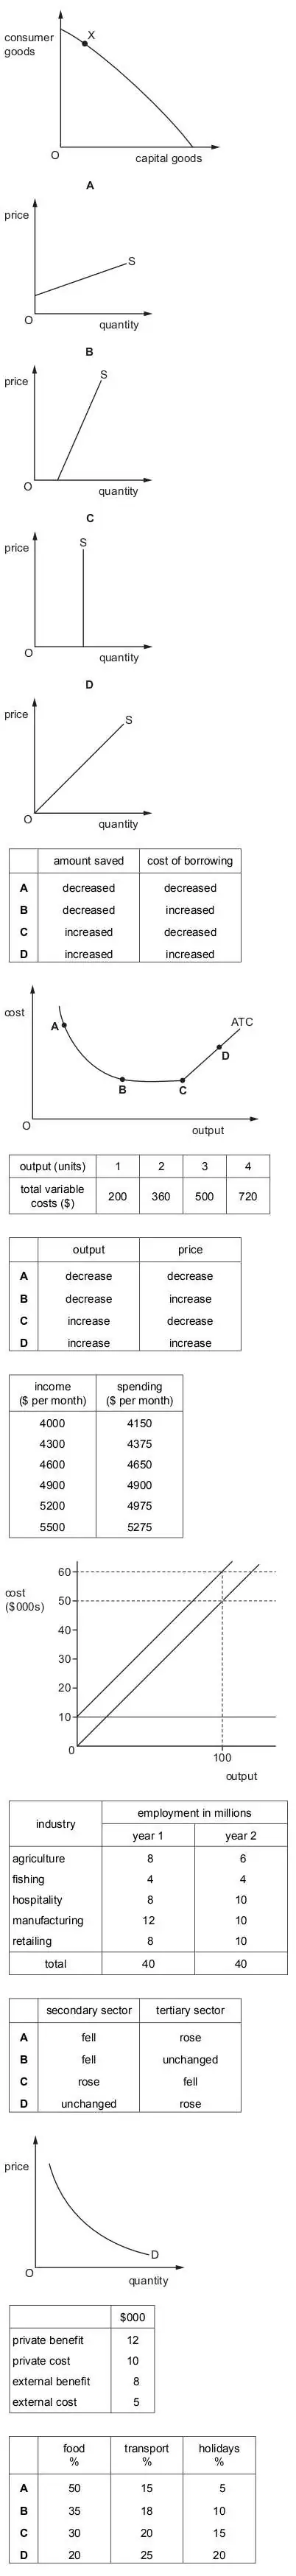 consumer
goods
X
O
capital goods
A
price
S
O
quantity
B
price
S
O
quantity
C
price
S
O
quantity
D
price
S
O
quantity
amount saved cost of borrowing
A decreased decreased
B decreased increased
C increased decreased
D increased increased
cost
A
ATC
D
B C
O
output
output (units) 1 2 3 4
total variable
costs ($) 200 360 500 720
output price
A decrease decrease
B decrease increase
C increase decrease
D increase increase
income spending
($ per month) ($ per month)
4000 4150
4300 4375
4600 4650
4900 4900
5200 4975
5500 5275
60
cost
($000s)
50
40
30
20
10
0
100
output
industry employment in millions
year 1 year 2
agriculture 8 6
fishing 4 4
hospitality 8 10
manufacturing 12 10
retailing 8 10
total 40 40
secondary sector tertiary sector
A fell rose
B fell unchanged
C rose fell
D unchanged rose
price
D
O
quantity
$000
private benefit 12
private cost 10
external benefit 8
external cost 5
food transport holidays
% % %
A 50 15 5
B 35 18 10
C 30 20 15
D 20 25 20